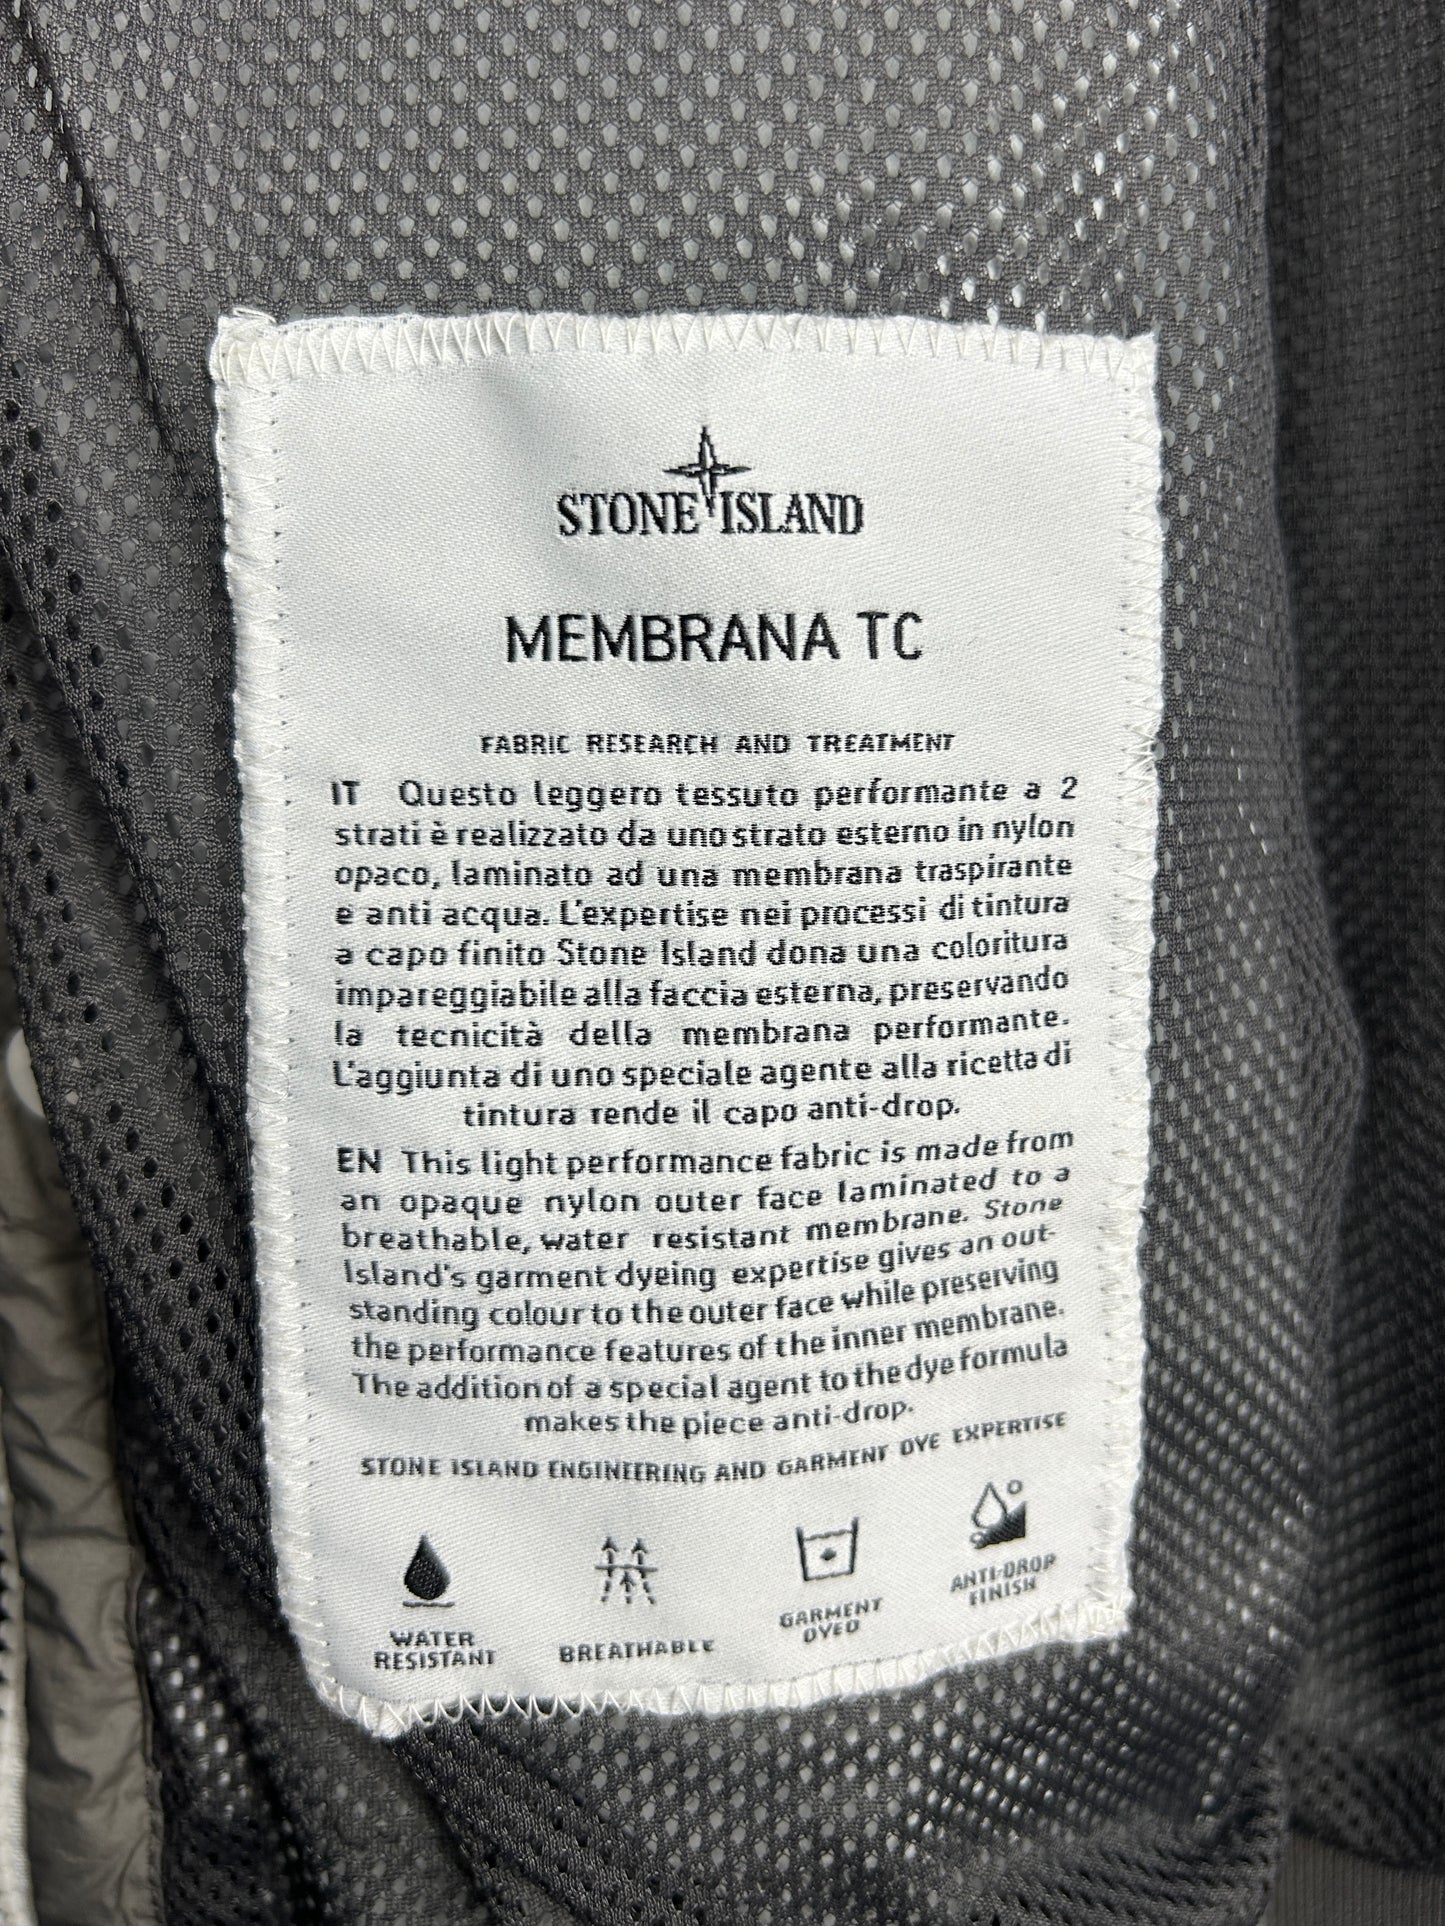 STONE ISLAND
MEMBRANA TC
FABRIC RESEARCH AND TREATMENT
IT Questo leggero tessuto performante a 2
strati è realizzato da uno strato esterno in nylon
opaco, laminato ad una membrana traspirante
e anti acqua. L'expertise nei processi di tintura
a capo finito Stone Island dona una coloritura
impareggiabile alla faccia esterna, preservando
la tecnicità della membrana performante.
L'aggiunta di uno speciale agente alla ricetta di
tintura rende il capo anti-drop.
EN This light performance fabric is made from
an opaque nylon outer face laminated to a
breathable, water resistant membrane. Stone
Island's garment dyeing expertise gives an out-
standing colour to the outer face while preserving
the performance features of the inner membrane.
The addition of a special agent to the dye formula
makes the piece anti-drop.
STONE ISLAND ENGINEERING AND GARMENT DYE EXPERTISE
WATER
RESISTANT
BREATHABLE
GARMENT
DYED
ANTI-DROP
FINISH